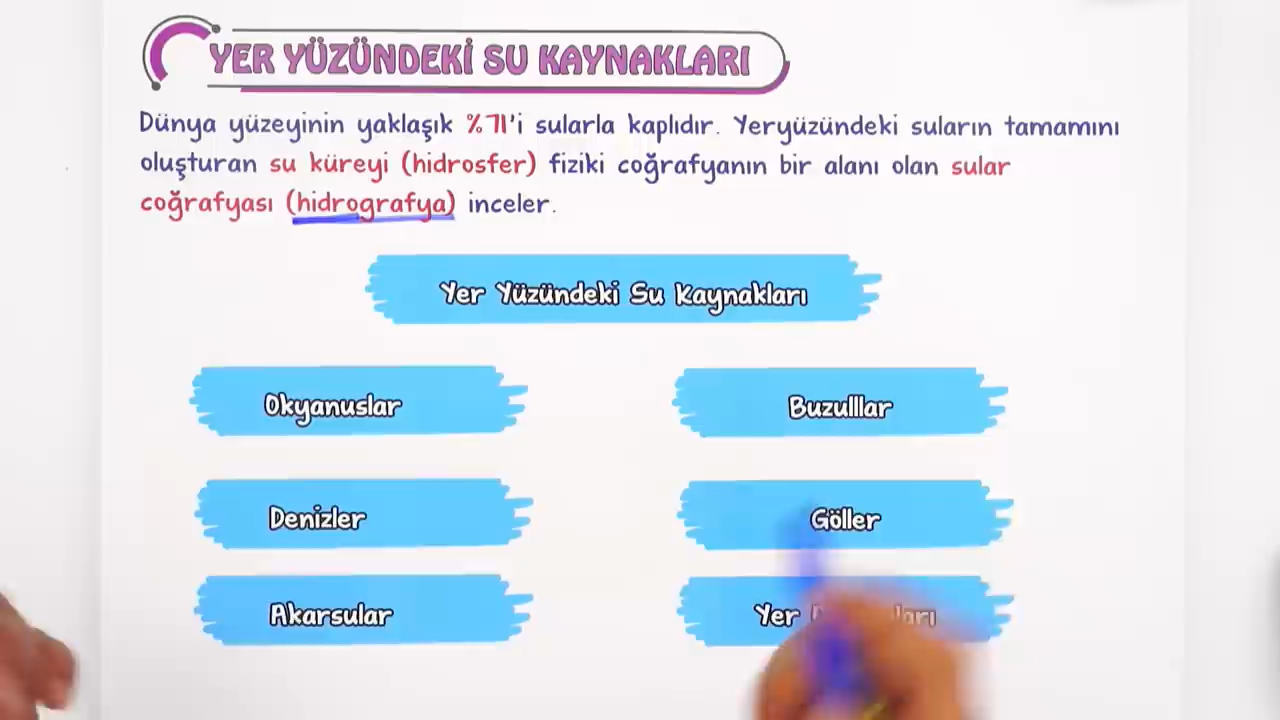 YER YÜZÜNDEKİ SU KAYNAKLARI
Dünya yüzeyinin yaklaşık %71'i sularla kaplıdır. Yeryüzündeki suların tamamını
oluşturan su küreyi (hidrosfer) fiziki coğrafyanın bir alanı olan sular
coğrafyası (hidrografya) inceler.
Yer Yüzündeki Su Kaynakları
Okyanuslar
Buzulllar
Denizler
Göller
Akarsular
Yer